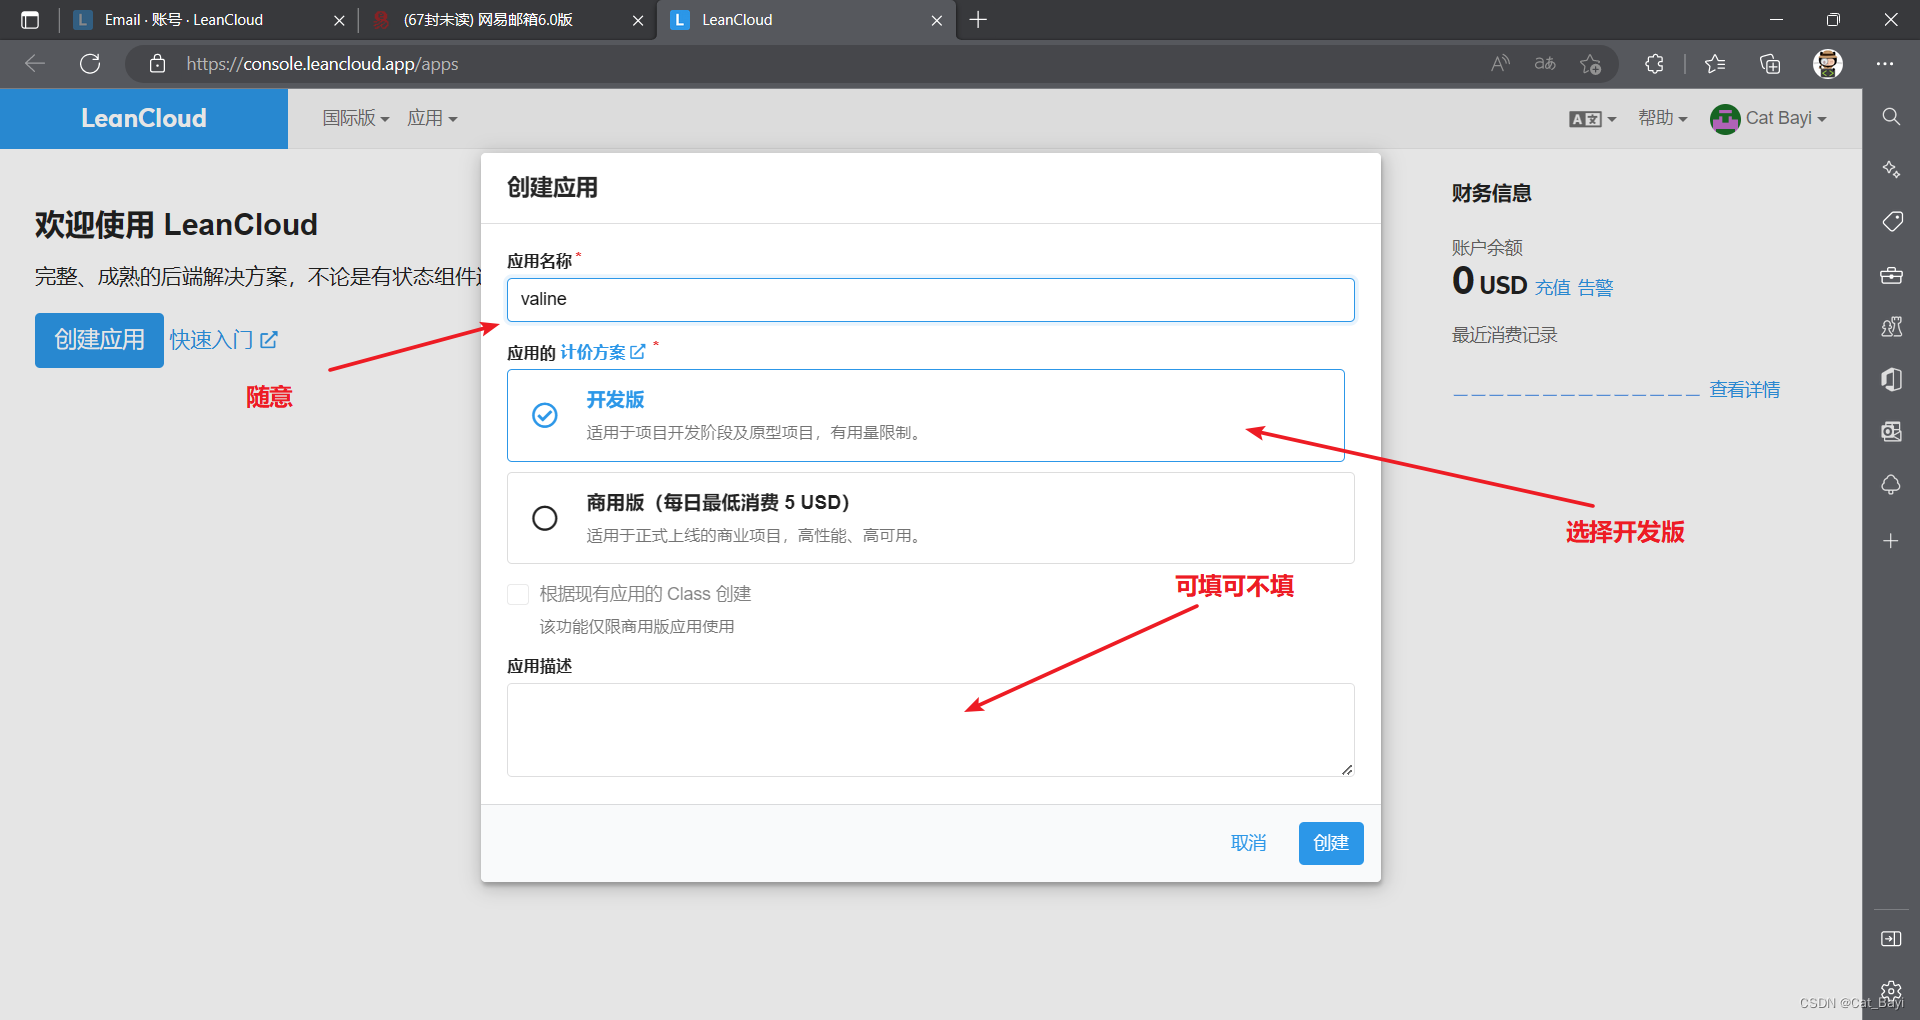 Email · 账号 · LeanCloud
(67封未读) 网易邮箱6.0版
LeanCloud
https://console.leancloud.app/apps
LeanCloud
国际版
应用
帮助
Cat Bayi
创建应用
欢迎使用 LeanCloud
完整、成熟的后端解决方案，不论是有状态组件
创建应用
快速入门
随意
应用名称*
valine
应用的 计价方案 *
开发版
适用于项目开发阶段及原型项目，有用量限制。
商用版（每日最低消费 5 USD）
适用于正式上线的商业项目，高性能、高可用。
根据现有应用的 Class 创建
该功能仅限商用版应用使用
可填可不填
应用描述
取消
创建
财务信息
账户余额
0 USD 充值 告警
最近消费记录
查看详情
选择开发版
CSDN @Cat_Bayi